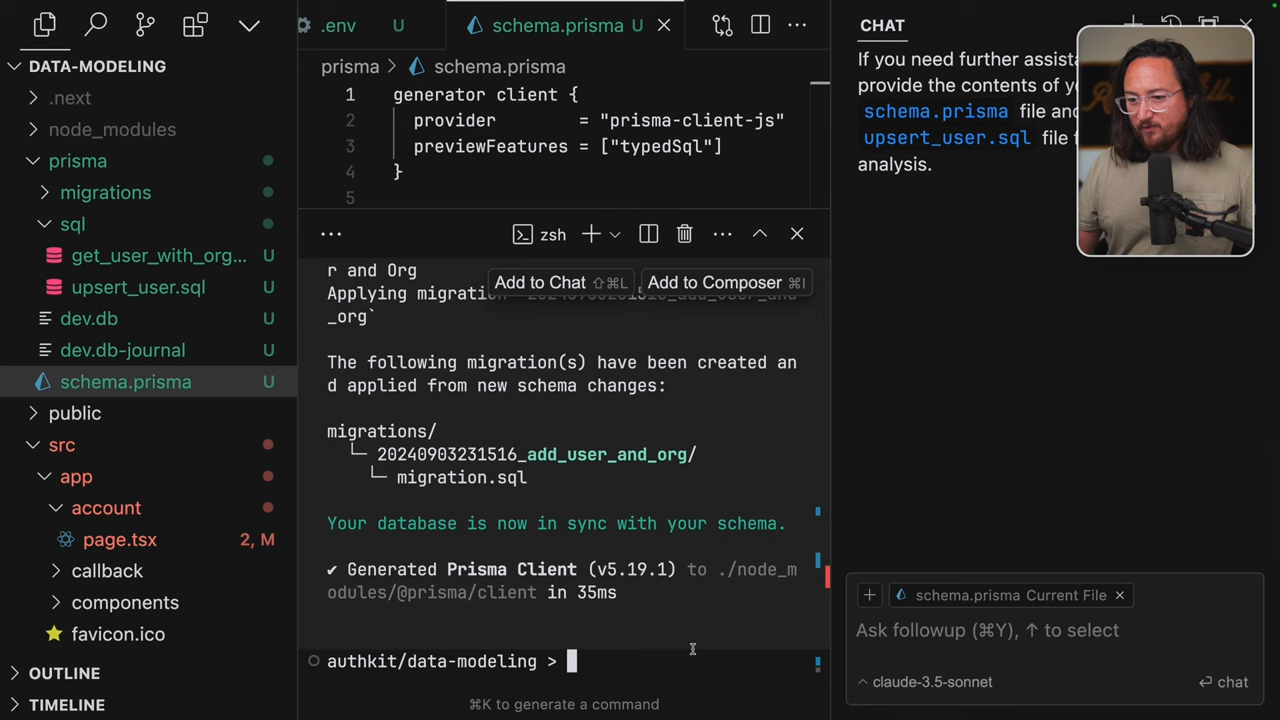 .env U
schema.prisma U
CHAT
DATA-MODELING
.next
node_modules
prisma
migrations
sql
get_user_with_org... U
upsert_user.sql U
dev.db U
dev.db-journal U
schema.prisma U
public
src
app
account
page.tsx 2, M
callback
components
favicon.ico
OUTLINE
TIMELINE
prisma > schema.prisma
1 generator client {
2 provider = "prisma-client-js"
3 previewFeatures = ["typedSql"]
4 }
5
zsh
r and Org
Add to Chat ⇧⌘L Add to Composer ⌘I
Applying migration
_org`
The following migration(s) have been created an
d applied from new schema changes:
migrations/
└─ 20240903231516_add_user_and_org/
└─ migration.sql
Your database is now in sync with your schema.
✔ Generated Prisma Client (v5.19.1) to ./node_m
odules/@prisma/client in 35ms
authkit/data-modeling >
⌘K to generate a command
If you need further
provide the contents of
schema.prisma file
upsert_user.sql file
analysis.
schema.prisma Current File
Ask followup (⌘Y), ↑ to select
claude-3.5-sonnet
chat